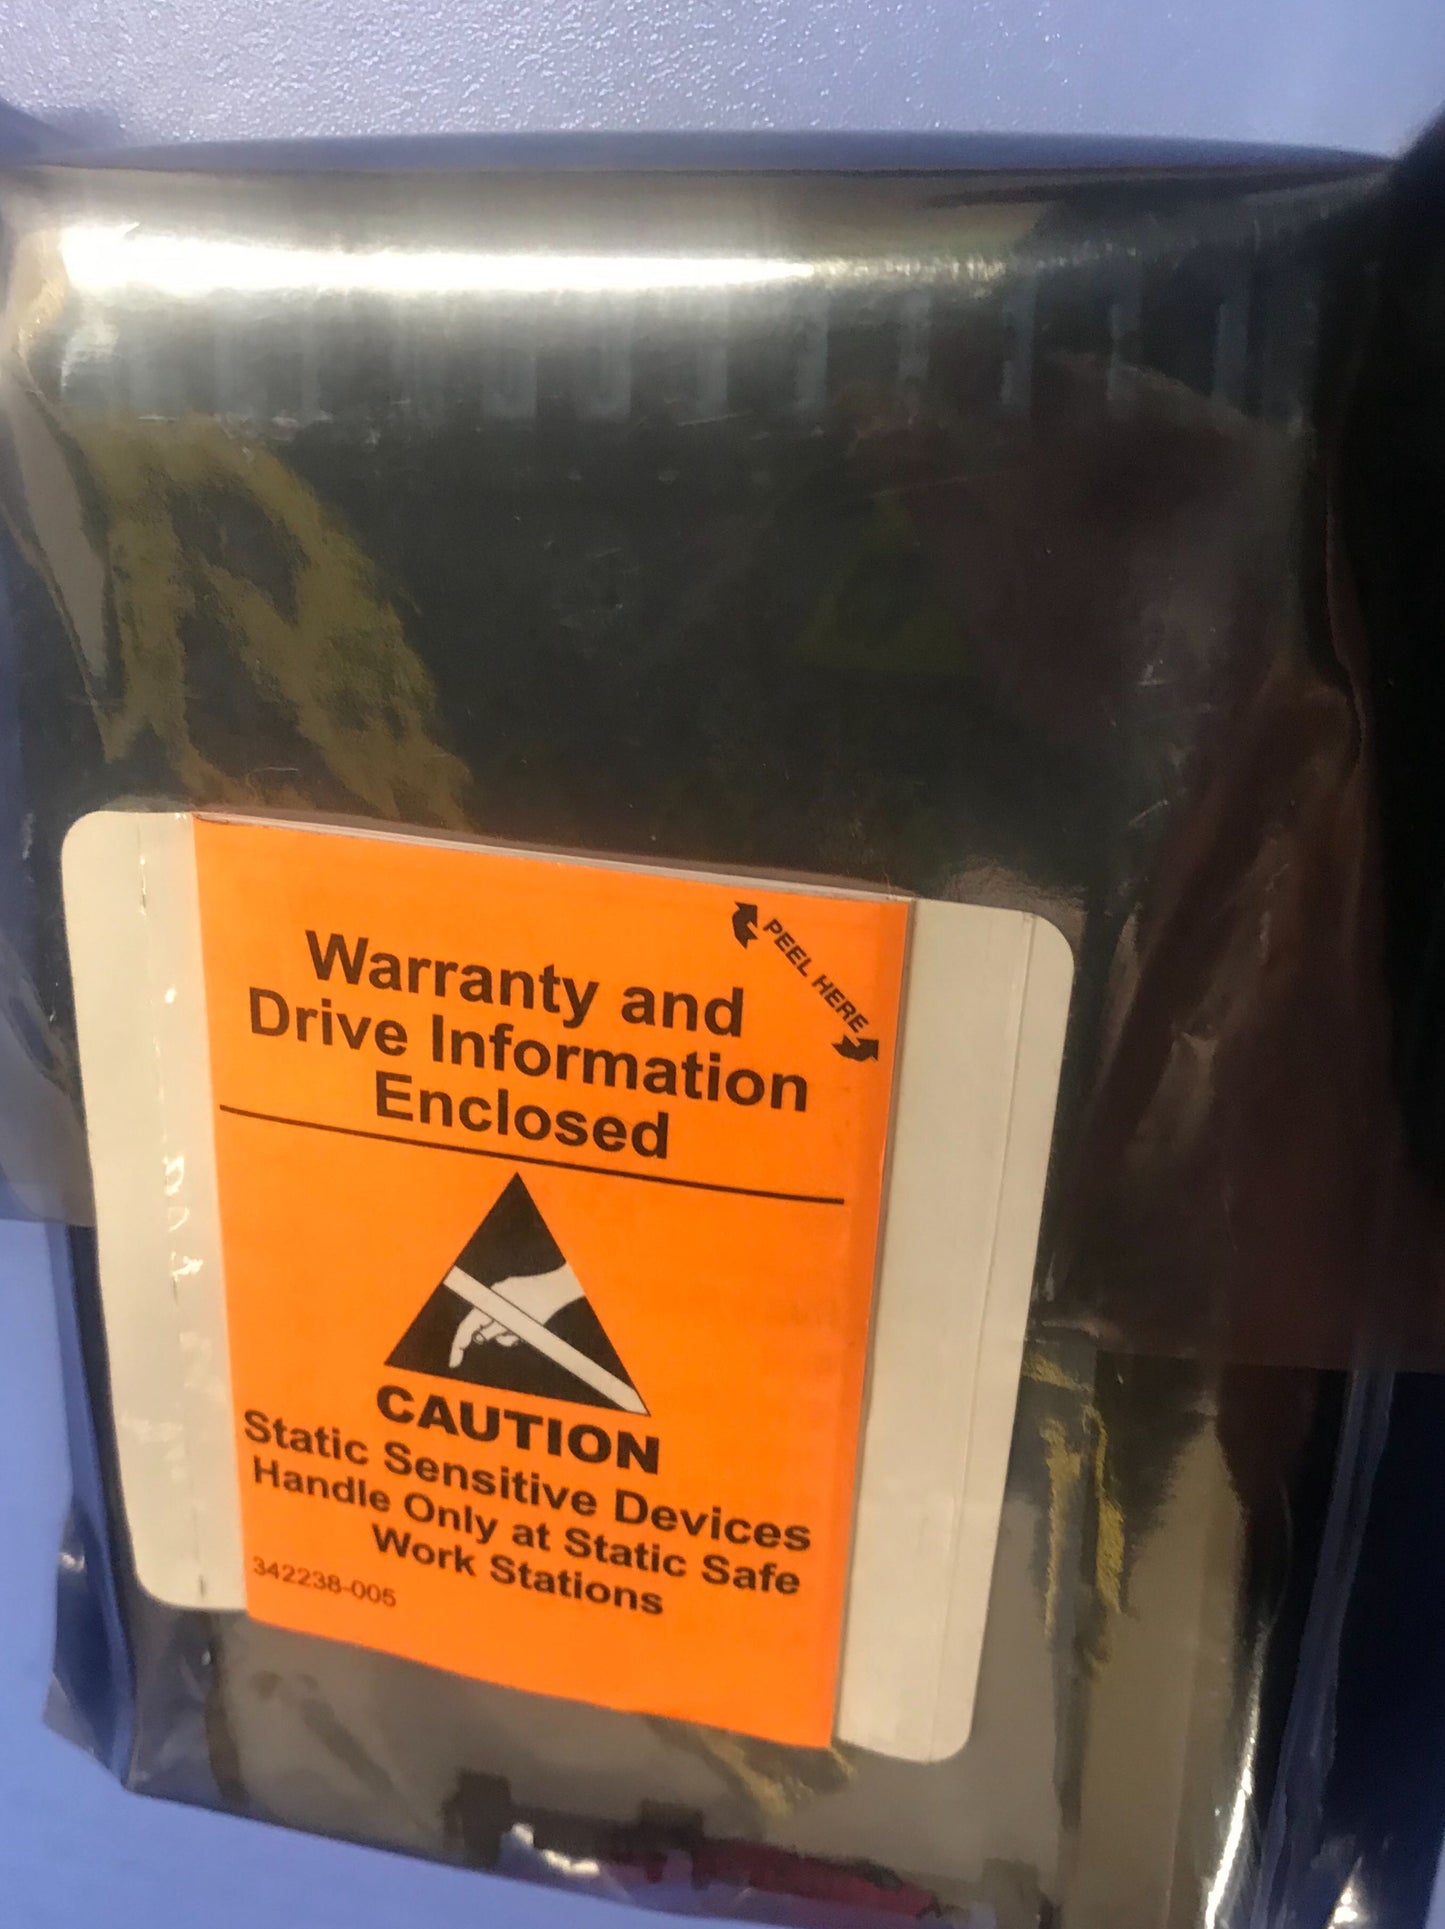 PEEL HERE
Warranty and
Drive Information
Enclosed
CAUTION
Static Sensitive Devices
Handle Only at Static Safe
Work Stations
342238-005